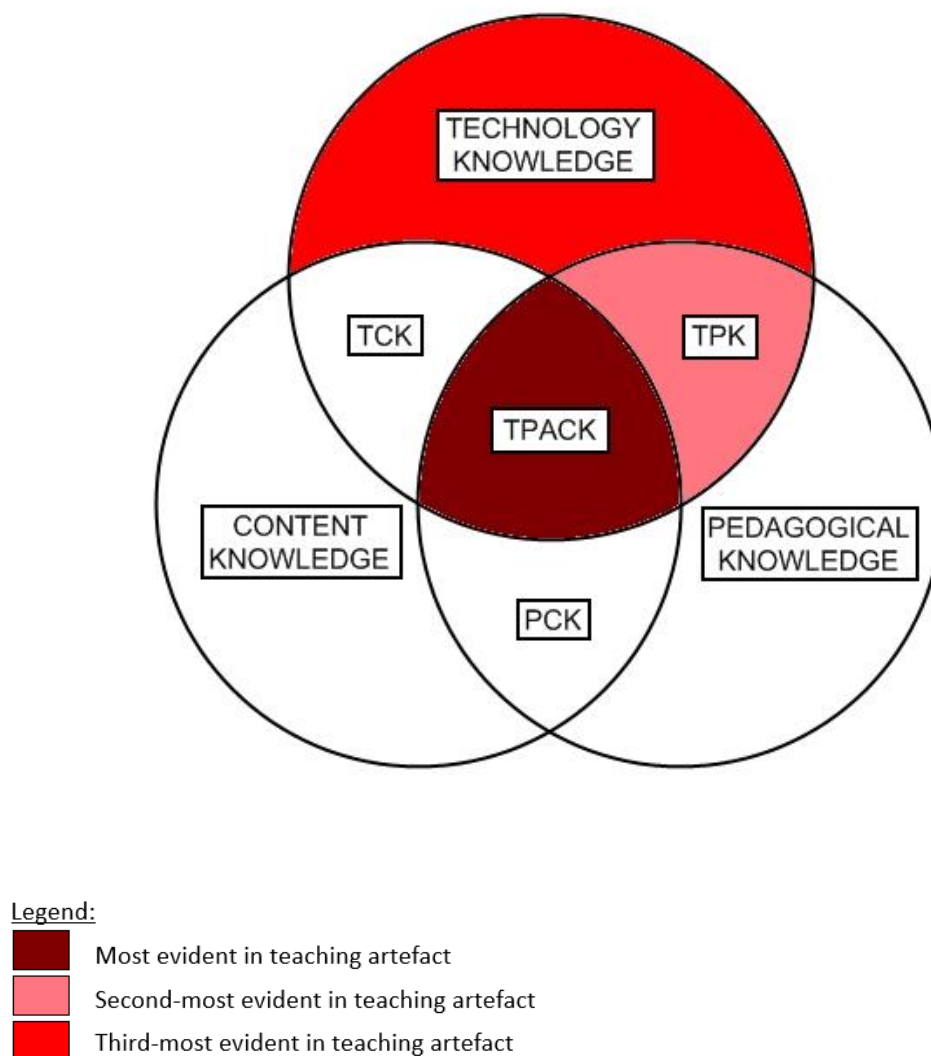 TECHNOLOGY
KNOWLEDGE
TCK
TPK
TPACK
CONTENT
KNOWLEDGE
PEDAGOGICAL
KNOWLEDGE
PCK
Legend:
Most evident in teaching artefact
Second-most evident in teaching artefact
Third-most evident in teaching artefact